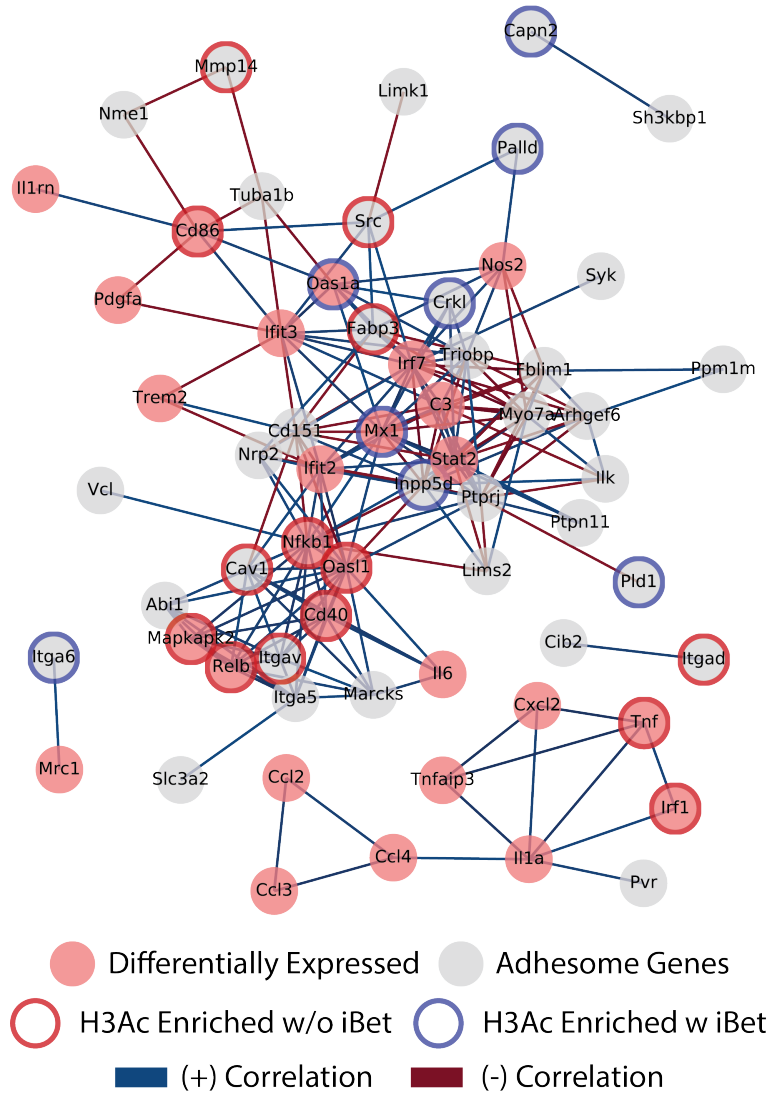 Capn2
Mmp14
Limk1
Nme1
Sh3kbp1
Palld
Il1rn
Tuba1b
Src
Cd86
Nos2
Syk
Oas1a
Pdgfa
Crkl
Fabp3
Ifit3
Triobp
Irf7
Fblim1
Ppm1m
Trem2
C3
Myo7a
Arhgef6
Cd151
Mx1
Nrp2
Stat2
Ifit2
Inpp5d
Ilk
Vcl
Ptprj
Ptpn11
Nfkb1
Cav1
Oasl1
Lims2
Pld1
Abi1
Cd40
Mapkapk2
Cib2
Itga6
Relb
Itgav
Itgad
Il6
Itga5
Marcks
Cxcl2
Tnf
Mrc1
Slc3a2
Ccl2
Tnfaip3
Irf1
Ccl4
Il1a
Ccl3
Pvr
Differentially Expressed
Adhesome Genes
H3Ac Enriched w/o iBet
H3Ac Enriched w iBet
(+) Correlation
(-) Correlation